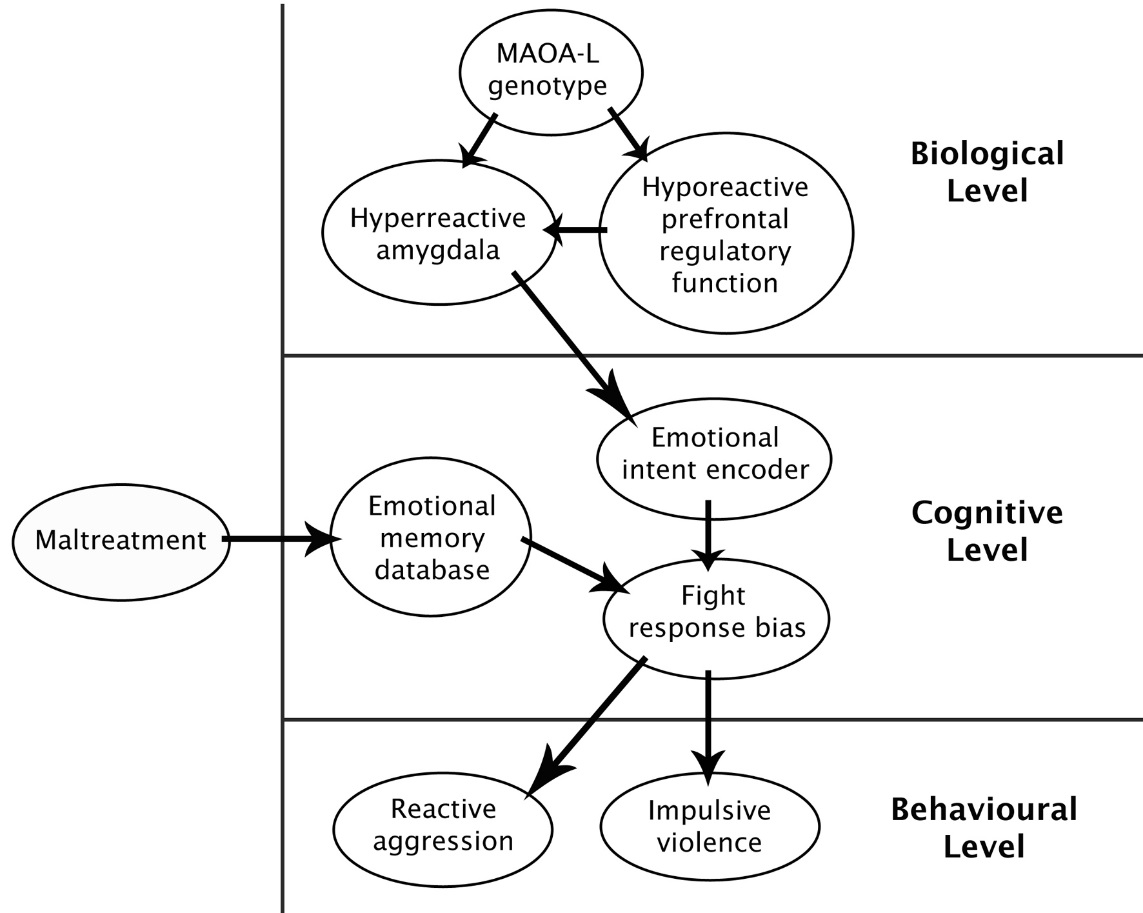 MAOA-L
genotype
Biological
Level
Hyperreactive
amygdala
Hyporeactive
prefrontal
regulatory
function
Emotional
intent encoder
Cognitive
Level
Maltreatment
Emotional
memory
database
Fight
response bias
Reactive
aggression
Impulsive
violence
Behavioural
Level